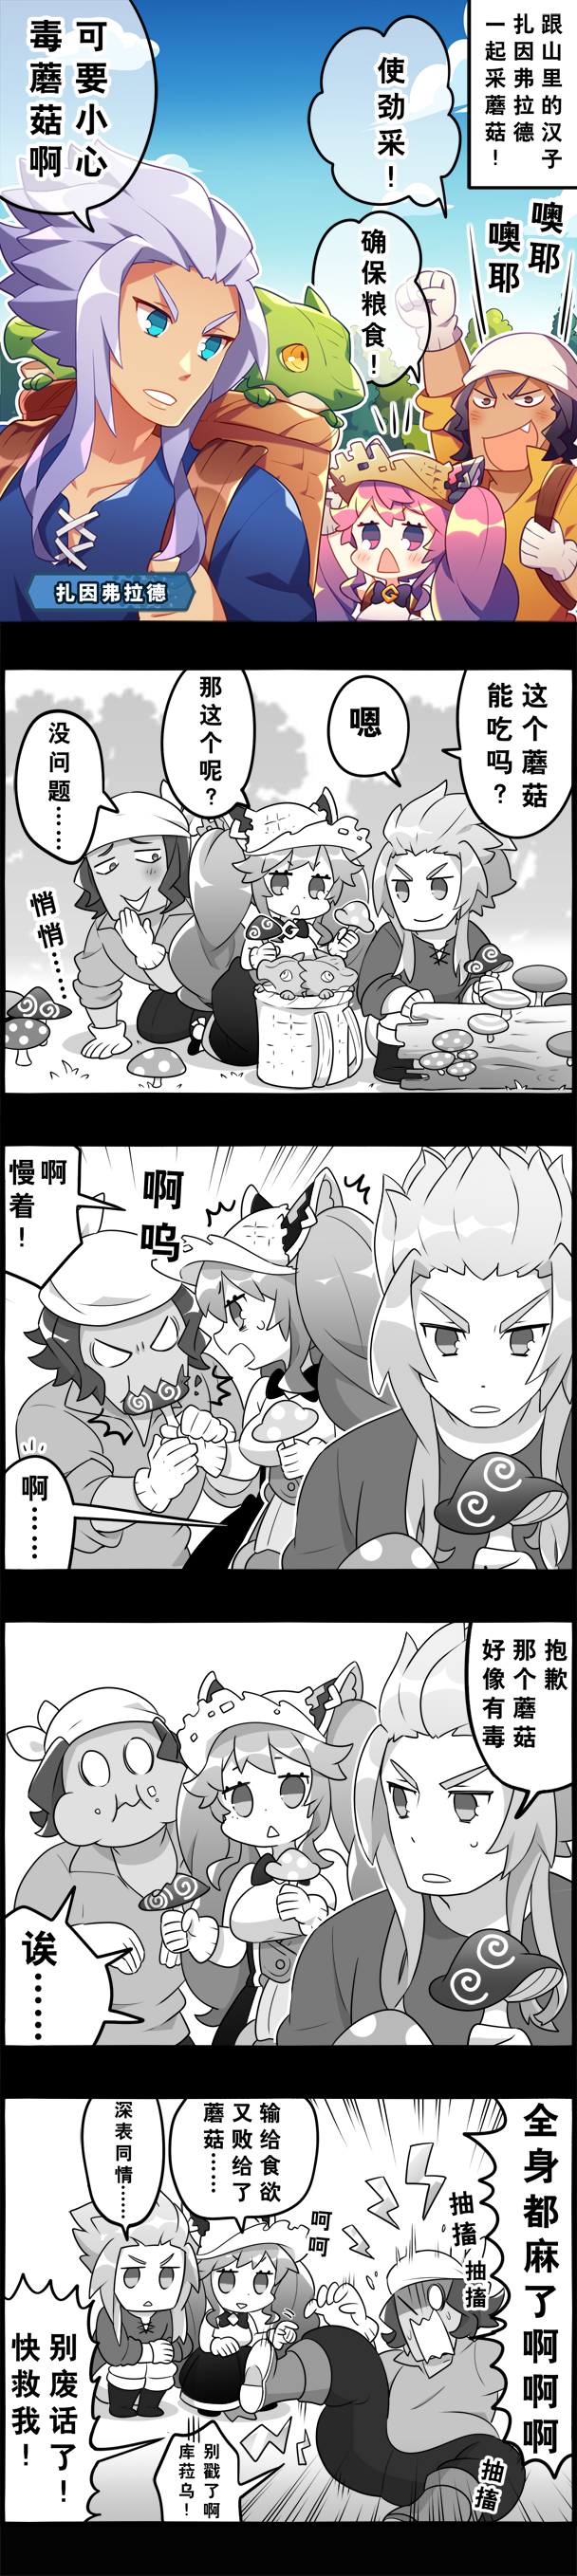 跟山里的汉子
扎因弗拉德
一起采蘑菇！
使劲采！
可要小心
毒蘑菇啊
噢耶
噢耶
确保粮食！
扎因弗拉德
这个蘑菇
能吃吗？
嗯
那这个呢？
没问题……
悄悄……
啊
慢着！
啊呜
啊……
抱歉
那个蘑菇
好像有毒
诶……
全身都麻了啊啊啊
抽搐
抽搐
输给食欲
又败给了
蘑菇……
深表同情……
呵呵
别废话了！
快救我！
别戳了啊
库菈乌！
抽搐